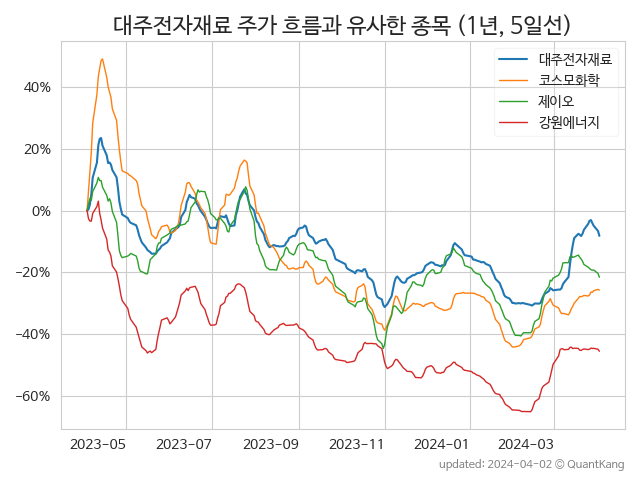 대주전자재료 주가 흐름과 유사한 종목 (1년, 5일선)
대주전자재료
코스모화학
제이오
강원에너지
40%
20%
0%
−20%
−40%
−60%
2023-05 2023-07 2023-09 2023-11 2024-01 2024-03
updated: 2024-04-02 © QuantKang